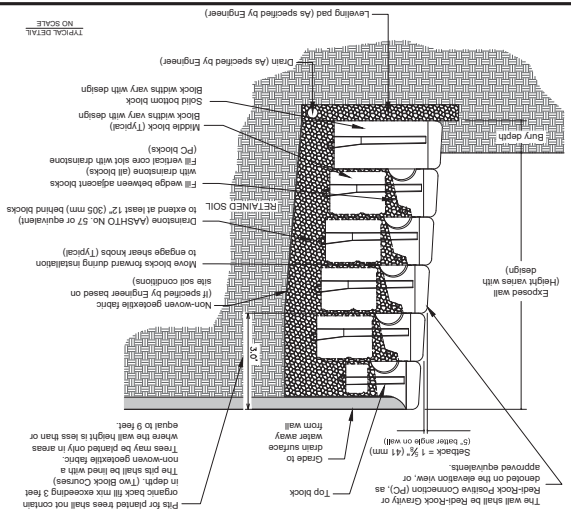 The wall shall be Redi-Rock Gravity or
Redi-Rock Positive Connection (PC), as
denoted on the elevation view, or
approved equivalents.
Setback = 1 5/8" (41 mm)
(5° batter angle on wall)
Top block
Grade to
drain surface
water away
from wall
Pits for planted trees shall not contain
organic back fill mix exceeding 3 feet
in depth. (Two Block Courses)
The pits shall be lined with a
non-woven geotextile fabric.
Trees may be planted only in areas
where the wall height is less than or
equal to 9 feet.
3.0'
Exposed wall
(Height varies with
design)
Non-woven geotextile fabric
(if specified by Engineer based on
site soil conditions)
Move blocks forward during installation
to engage shear knobs (Typical)
Drainstone (AASHTO No. 57 or equivalent)
to extend at least 12" (305 mm) behind blocks
RETAINED SOIL
Fill wedge between adjacent blocks
with drainstone (all blocks)
Fill vertical core slot with drainstone
(PC blocks)
Middle block (Typical)
Block widths vary with design
Solid bottom block
Block widths vary with design
Bury depth
Drain (As specified by Engineer)
Leveling pad (As specified by Engineer)
TYPICAL DETAIL
NO SCALE